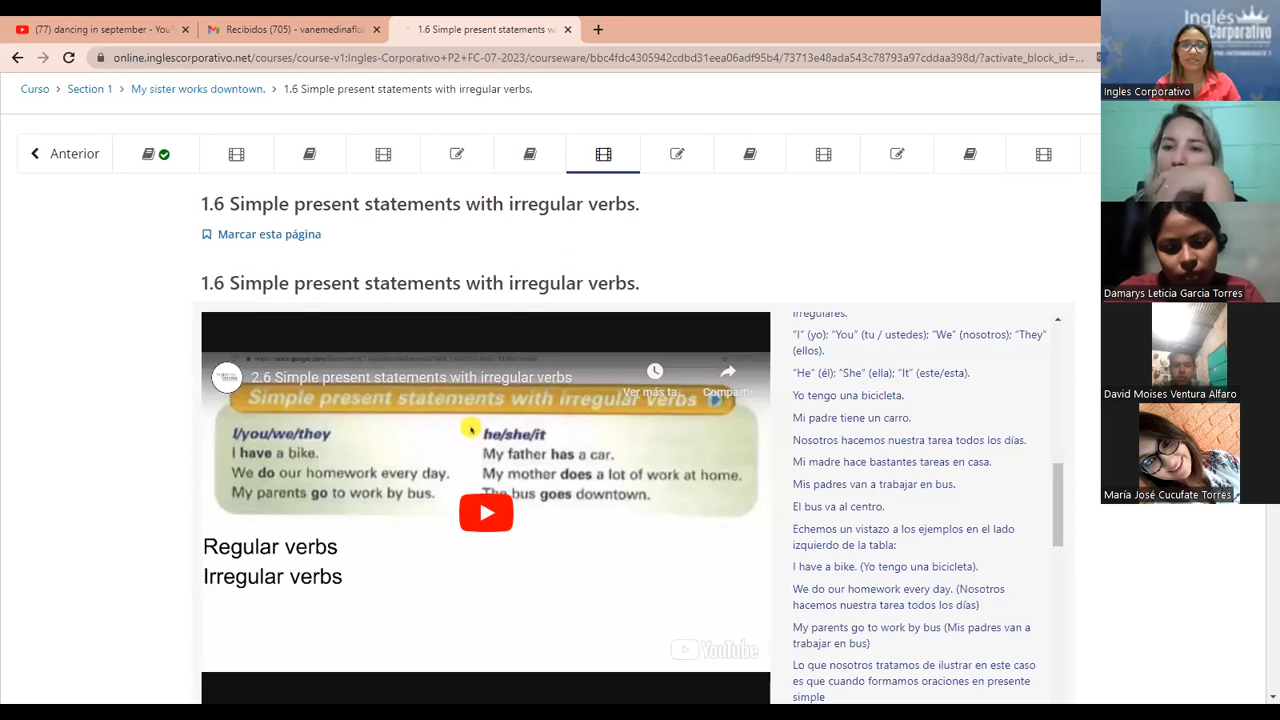 (77) dancing in september - You
Recibidos (705) - vanemedinaflo
1.6 Simple present statements wi
online.inglescorporativo.net/courses/course-v1:Ingles-Corporativo+P2+FC-07-2
Curso > Section 1 > My sister works downtown. > 1.6 Simple present statements with irregular verbs.
Anterior
1.6 Simple present statements with irregular verbs.
Marcar esta página
1.6 Simple present statements with irregular verbs.
2.6 Simple present statements with irregular verbs
Ver más ta...
Compartir
Simple present statements with irregular verbs
I/you/we/they
I have a bike.
We do our homework every day.
My parents go to work by bus.
he/she/it
My father has a car.
My mother does a lot of work at home.
The bus goes downtown.
Regular verbs
Irregular verbs
YouTube
irregulares.
“I” (yo); “You” (tu / ustedes); “We” (nosotros); “They”
(ellos).
“He” (él); “She” (ella); “It” (este/esta).
Yo tengo una bicicleta.
Mi padre tiene un carro.
Nosotros hacemos nuestra tarea todos los días.
Mi madre hace bastantes tareas en casa.
Mis padres van a trabajar en bus.
El bus va al centro.
Echemos un vistazo a los ejemplos en el lado
izquierdo de la tabla:
I have a bike. (Yo tengo una bicicleta).
We do our homework every day. (Nosotros
hacemos nuestra tarea todos los días)
My parents go to work by bus (Mis padres van a
trabajar en bus)
Lo que nosotros tratamos de ilustrar en este caso
es que cuando formamos oraciones en presente
simple
Inglés
Corporativo
Ingles Corporativo
Damarys Leticia Garcia Torres
David Moises Ventura Alfaro
María José Cucufate Torres